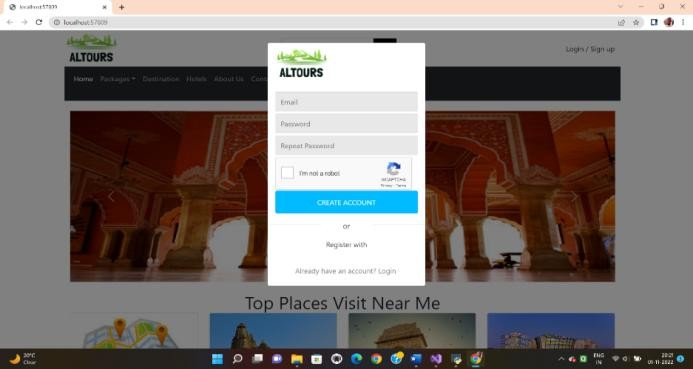 localhost:57809
localhost:57809
ALTOURS
Login / Sign up
Home Packages Destination Hotels About Us
ALTOURS
Email
Password
Repeat Password
I'm not a robot
reCAPTCHA
Privacy - Terms
CREATE ACCOUNT
or
Register with
Already have an account? Login
Top Places Visit Near Me
20°C
Clear
ENG
IN
20:21
01-11-2022